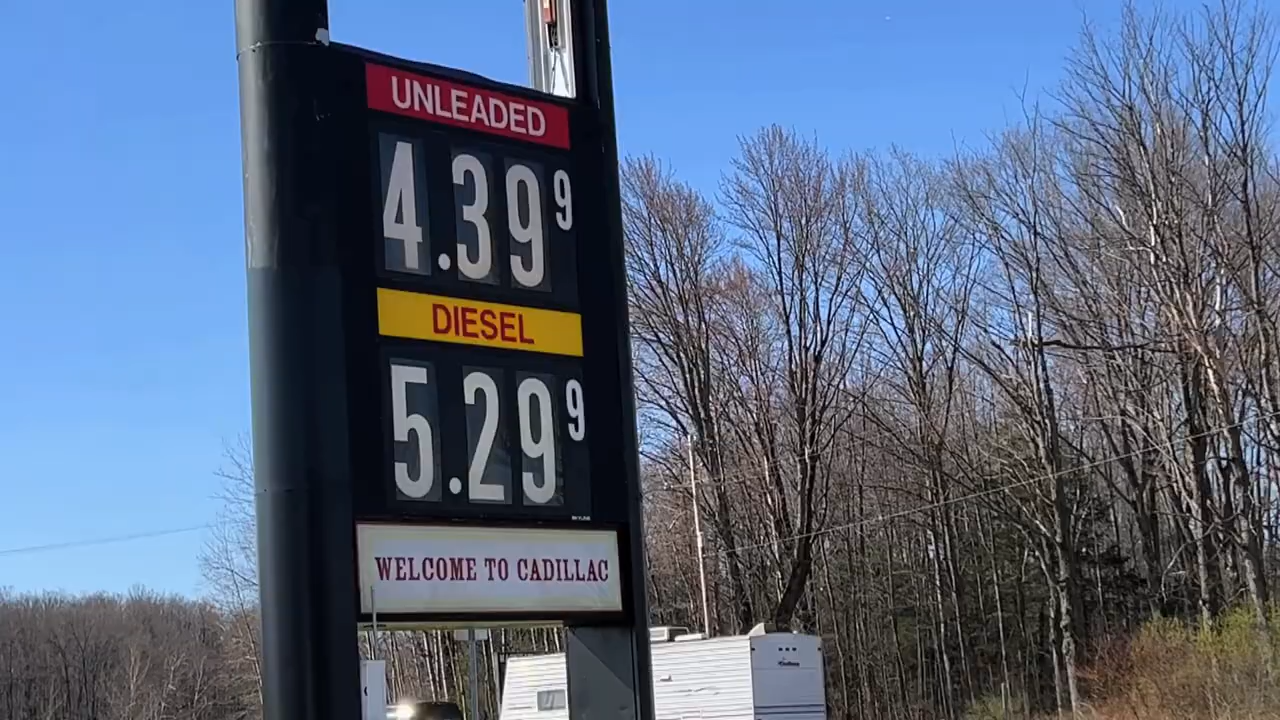 UNLEADED
4.39 9
DIESEL
5.29 9
WELCOME TO CADILLAC